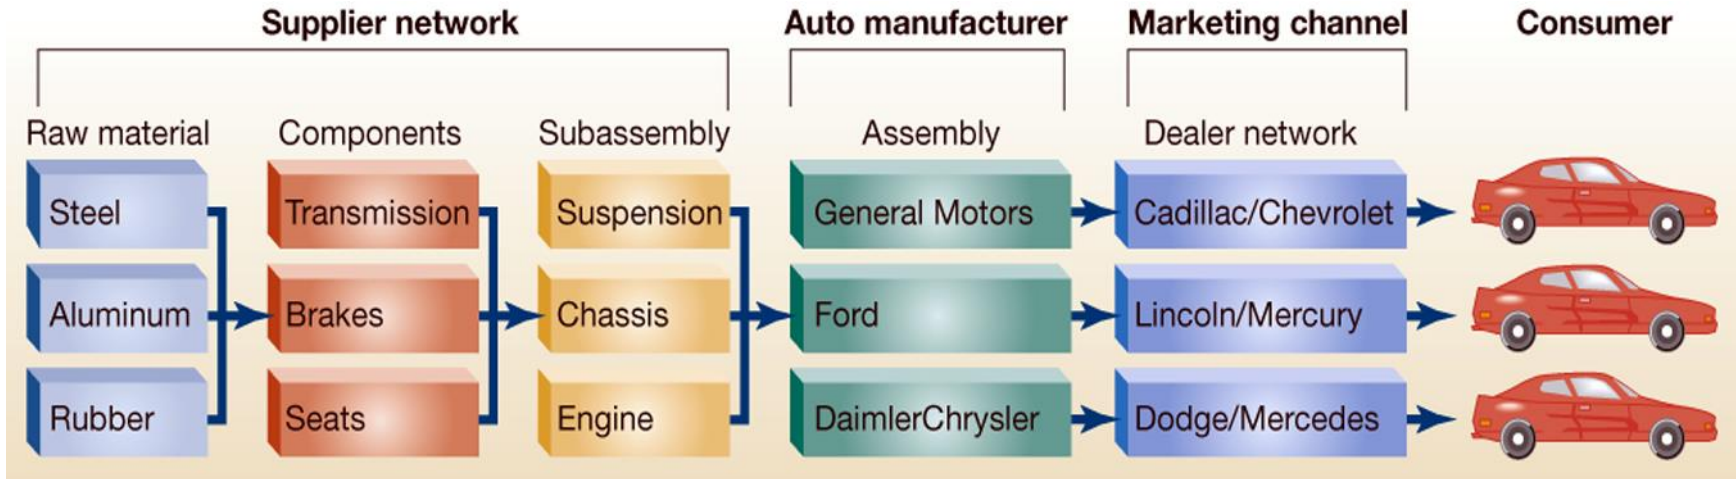 Supplier network
Auto manufacturer
Marketing channel
Consumer
Raw material
Components
Subassembly
Assembly
Dealer network
Steel
Transmission
Suspension
General Motors
Cadillac/Chevrolet
Aluminum
Brakes
Chassis
Ford
Lincoln/Mercury
Rubber
Seats
Engine
DaimlerChrysler
Dodge/Mercedes